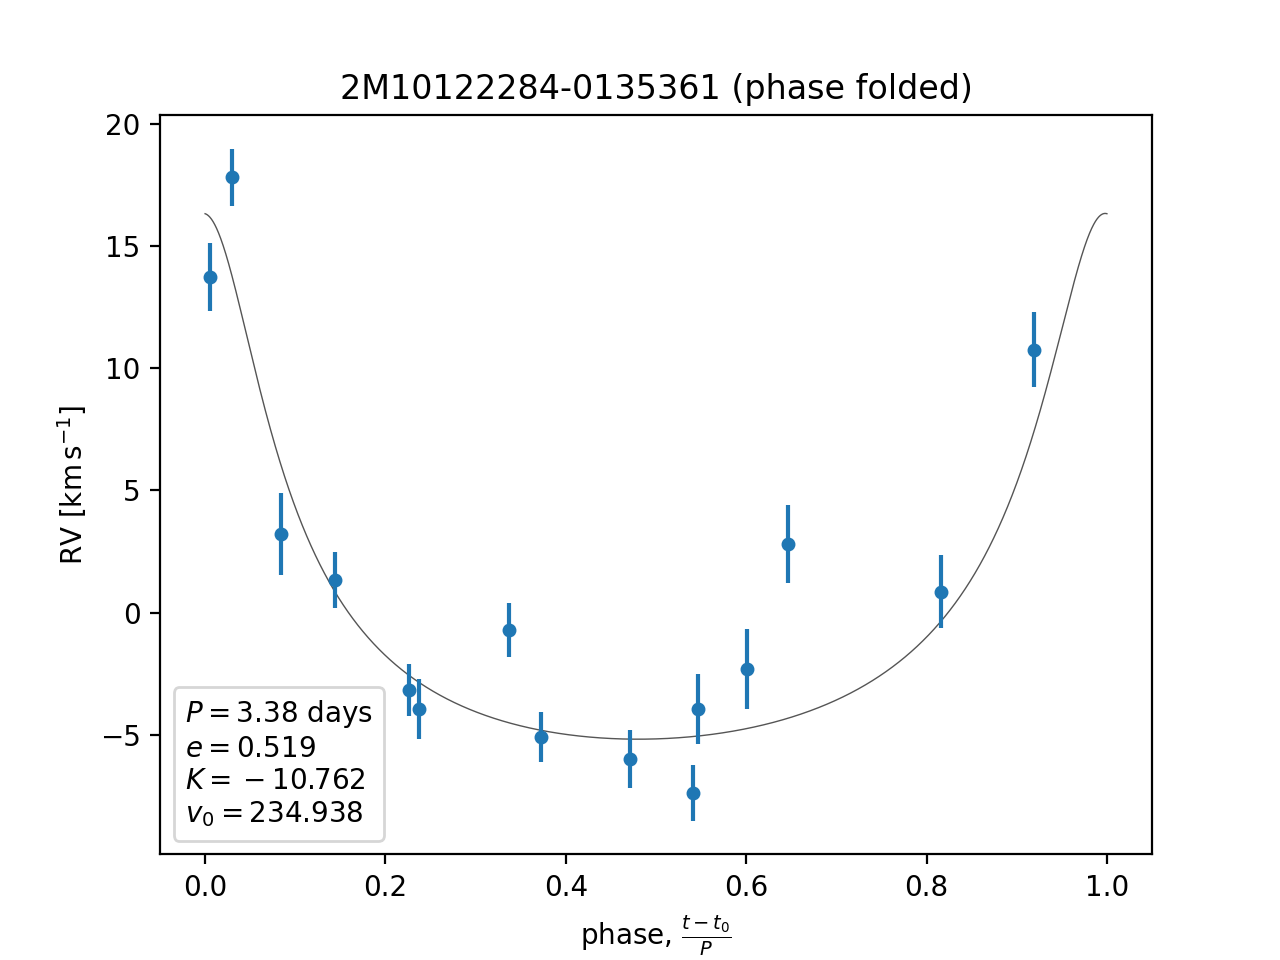 2M10122284-0135361 (phase folded)
20
15
10
5
0
−5
RV [km s⁻¹]
P = 3.38 days
e = 0.519
K = −10.762
v₀ = 234.938
0.0 0.2 0.4 0.6 0.8 1.0
phase, (t − t₀)/P